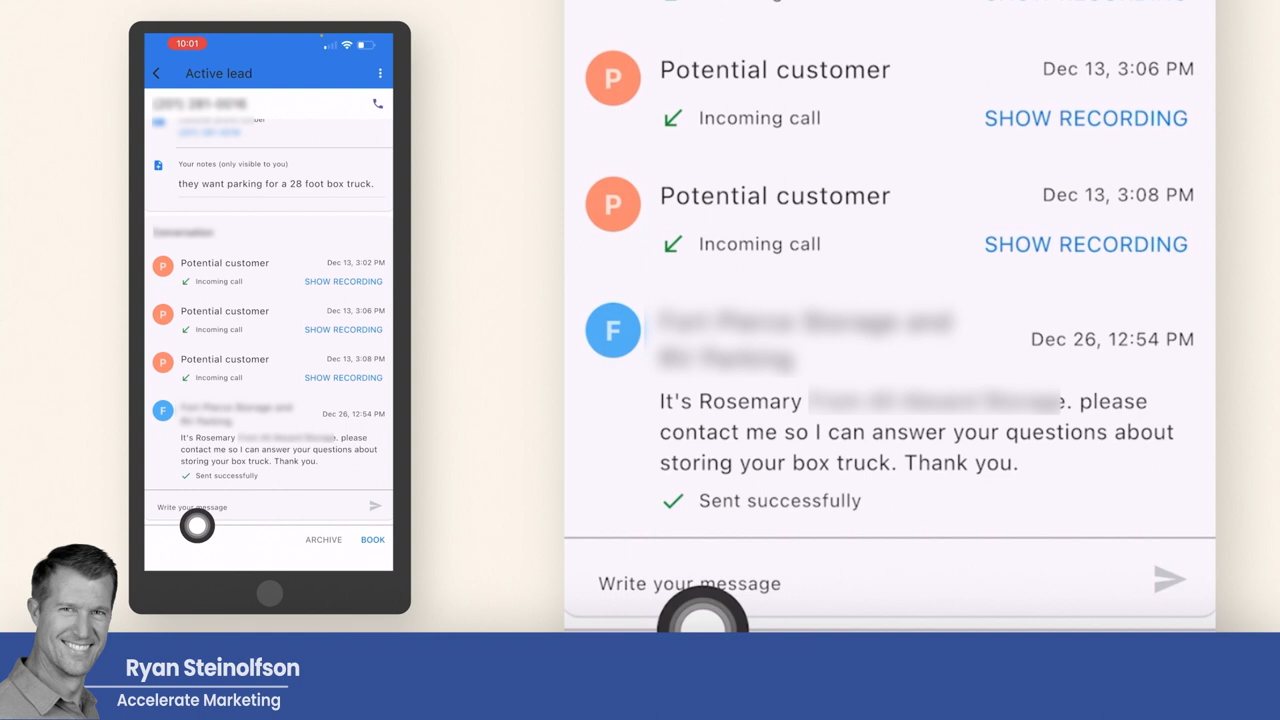 10:01
Active lead
Your notes (only visible to you)
they want parking for a 28 foot box truck.
P Potential customer Dec 13, 3:02 PM
Incoming call SHOW RECORDING
P Potential customer Dec 13, 3:06 PM
Incoming call SHOW RECORDING
P Potential customer Dec 13, 3:08 PM
Incoming call SHOW RECORDING
F Dec 26, 12:54 PM
It's Rosemary e. please
contact me so I can answer your questions about
storing your box truck. Thank you.
Sent successfully
Write your message
ARCHIVE BOOK
P Potential customer Dec 13, 3:06 PM
Incoming call SHOW RECORDING
P Potential customer Dec 13, 3:08 PM
Incoming call SHOW RECORDING
F Dec 26, 12:54 PM
It's Rosemary e. please
contact me so I can answer your questions about
storing your box truck. Thank you.
Sent successfully
Write your message
Ryan Steinolfson
Accelerate Marketing